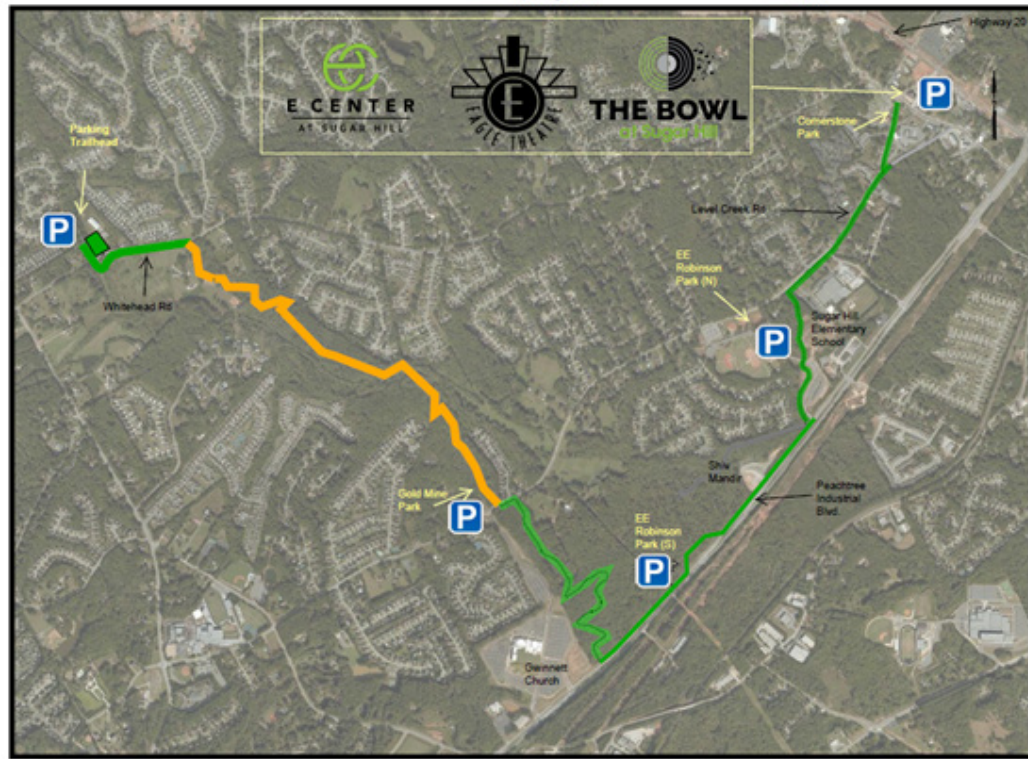 Highway 20
E CENTER
AT SUGAR HILL
E
EAGLE THEATRE
THE BOWL
at Sugar Hill
P
Cornerstone
Park
Parking
Trailhead
P
Level Creek Rd
Whitehead Rd
EE
Robinson
Park (N)
P
Sugar Hill
Elementary
School
Shiv
Mandir
Peachtree
Industrial
Blvd.
Gold Mine
Park
P
EE
Robinson
Park (S)
P
Gwinnett
Church